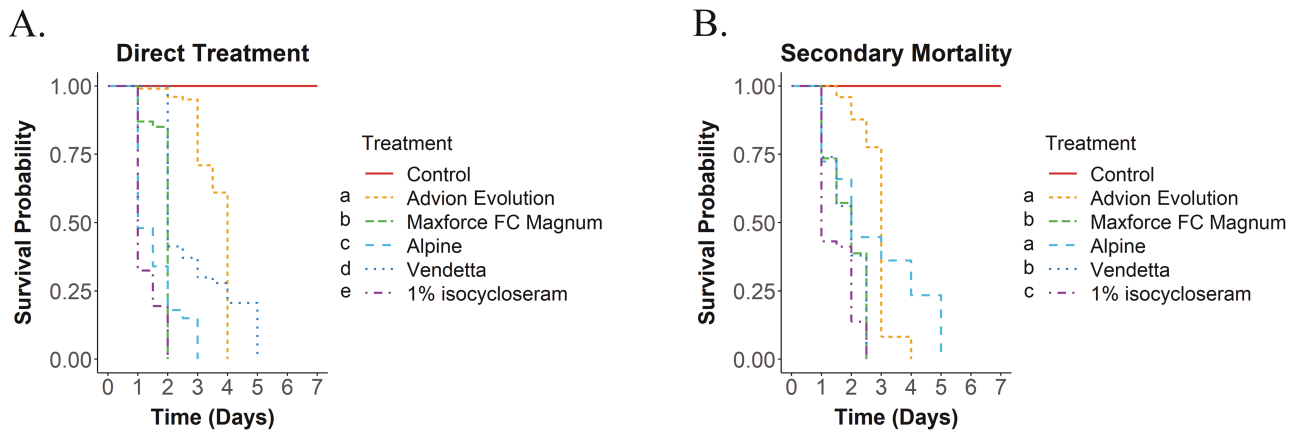 A.
Direct Treatment
Survival Probability
1.00
0.75
0.50
0.25
0.00
0 1 2 3 4 5 6 7
Time (Days)
Treatment
Control
a Advion Evolution
b Maxforce FC Magnum
c Alpine
d Vendetta
e 1% isocycloseram
B.
Secondary Mortality
Survival Probability
1.00
0.75
0.50
0.25
0.00
0 1 2 3 4 5 6 7
Time (Days)
Treatment
Control
a Advion Evolution
b Maxforce FC Magnum
a Alpine
b Vendetta
c 1% isocycloseram